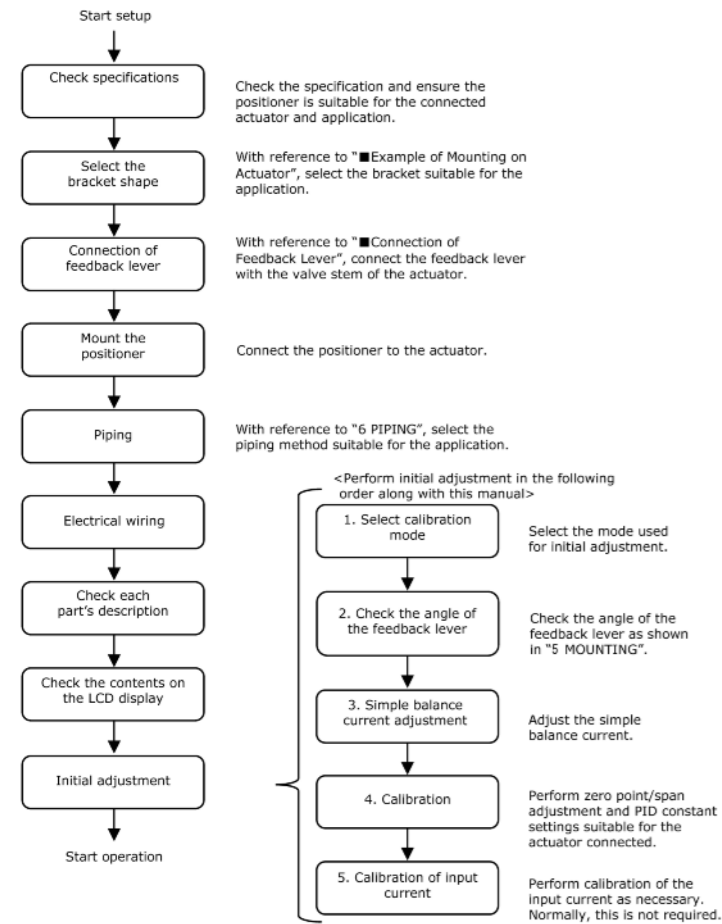 Start setup
Check specifications
Check the specification and ensure the
positioner is suitable for the connected
actuator and application.
Select the
bracket shape
With reference to “■Example of Mounting on
Actuator”, select the bracket suitable for the
application.
Connection of
feedback lever
With reference to “■Connection of
Feedback Lever”, connect the feedback lever
with the valve stem of the actuator.
Mount the
positioner
Connect the positioner to the actuator.
Piping
With reference to “6 PIPING”, select the
piping method suitable for the application.
Electrical wiring
Check each
part’s description
Check the contents on
the LCD display
Initial adjustment
Start operation
<Perform initial adjustment in the following
order along with this manual>
1. Select calibration
mode
Select the mode used
for initial adjustment.
2. Check the angle of
the feedback lever
Check the angle of the
feedback lever as shown
in “5 MOUNTING”.
3. Simple balance
current adjustment
Adjust the simple
balance current.
4. Calibration
Perform zero point/span
adjustment and PID constant
settings suitable for the
actuator connected.
5. Calibration of input
current
Perform calibration of the
input current as necessary.
Normally, this is not required.